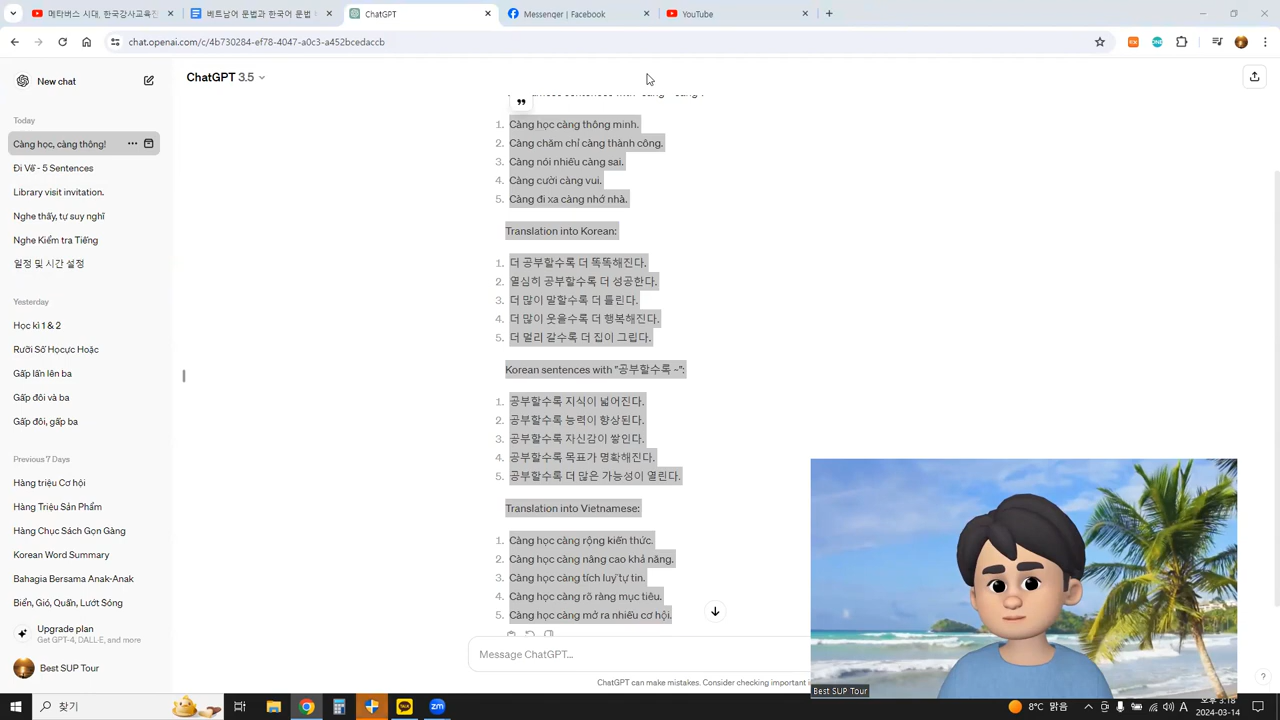 메타버스 시대, 한국사교육진
베트남어 문법과 한국어 문법
ChatGPT
Messenger | Facebook
YouTube
chat.openai.com/c/4b730284-ef78-4047-a0c3-a452bcedaccb
New chat
ChatGPT 3.5
Today
Càng học, càng thông!
Đi Về - 5 Sentences
Library visit invitation.
Nghe thấy, tự suy nghĩ
Nghe Kiểm tra Tiếng
일정 및 시간 설정
Yesterday
Học kì 1 & 2
Rưỡi Số Họcực Hoặc
Gấp lần lên ba
Gấp đôi và ba
Gấp đôi, gấp ba
Previous 7 Days
Hàng triệu Cơ hội
Hàng Triệu Sản Phẩm
Hàng Chục Sách Gọn Gàng
Korean Word Summary
Bahagia Bersama Anak-Anak
Biển, Gió, Quần, Lướt Sóng
Upgrade plan
Get GPT-4, DALL·E, and more
Best SUP Tour
1. Càng học càng thông minh.
2. Càng chăm chỉ càng thành công.
3. Càng nói nhiều càng sai.
4. Càng cười càng vui.
5. Càng đi xa càng nhớ nhà.
Translation into Korean:
1. 더 공부할수록 더 똑똑해진다.
2. 열심히 공부할수록 더 성공한다.
3. 더 많이 말할수록 더 틀린다.
4. 더 많이 웃을수록 더 행복해진다.
5. 더 멀리 갈수록 더 집이 그립다.
Korean sentences with "공부할수록 ~":
1. 공부할수록 지식이 넓어진다.
2. 공부할수록 능력이 향상된다.
3. 공부할수록 자신감이 쌓인다.
4. 공부할수록 목표가 명확해진다.
5. 공부할수록 더 많은 가능성이 열린다.
Translation into Vietnamese:
1. Càng học càng rộng kiến thức.
2. Càng học càng nâng cao khả năng.
3. Càng học càng tích luỹ tự tin.
4. Càng học càng rõ ràng mục tiêu.
5. Càng học càng mở ra nhiều cơ hội.
Message ChatGPT...
ChatGPT can make mistakes. Consider checking important i
Best SUP Tour
찾기
8°C 맑음
A
오후 3:18
2024-03-14